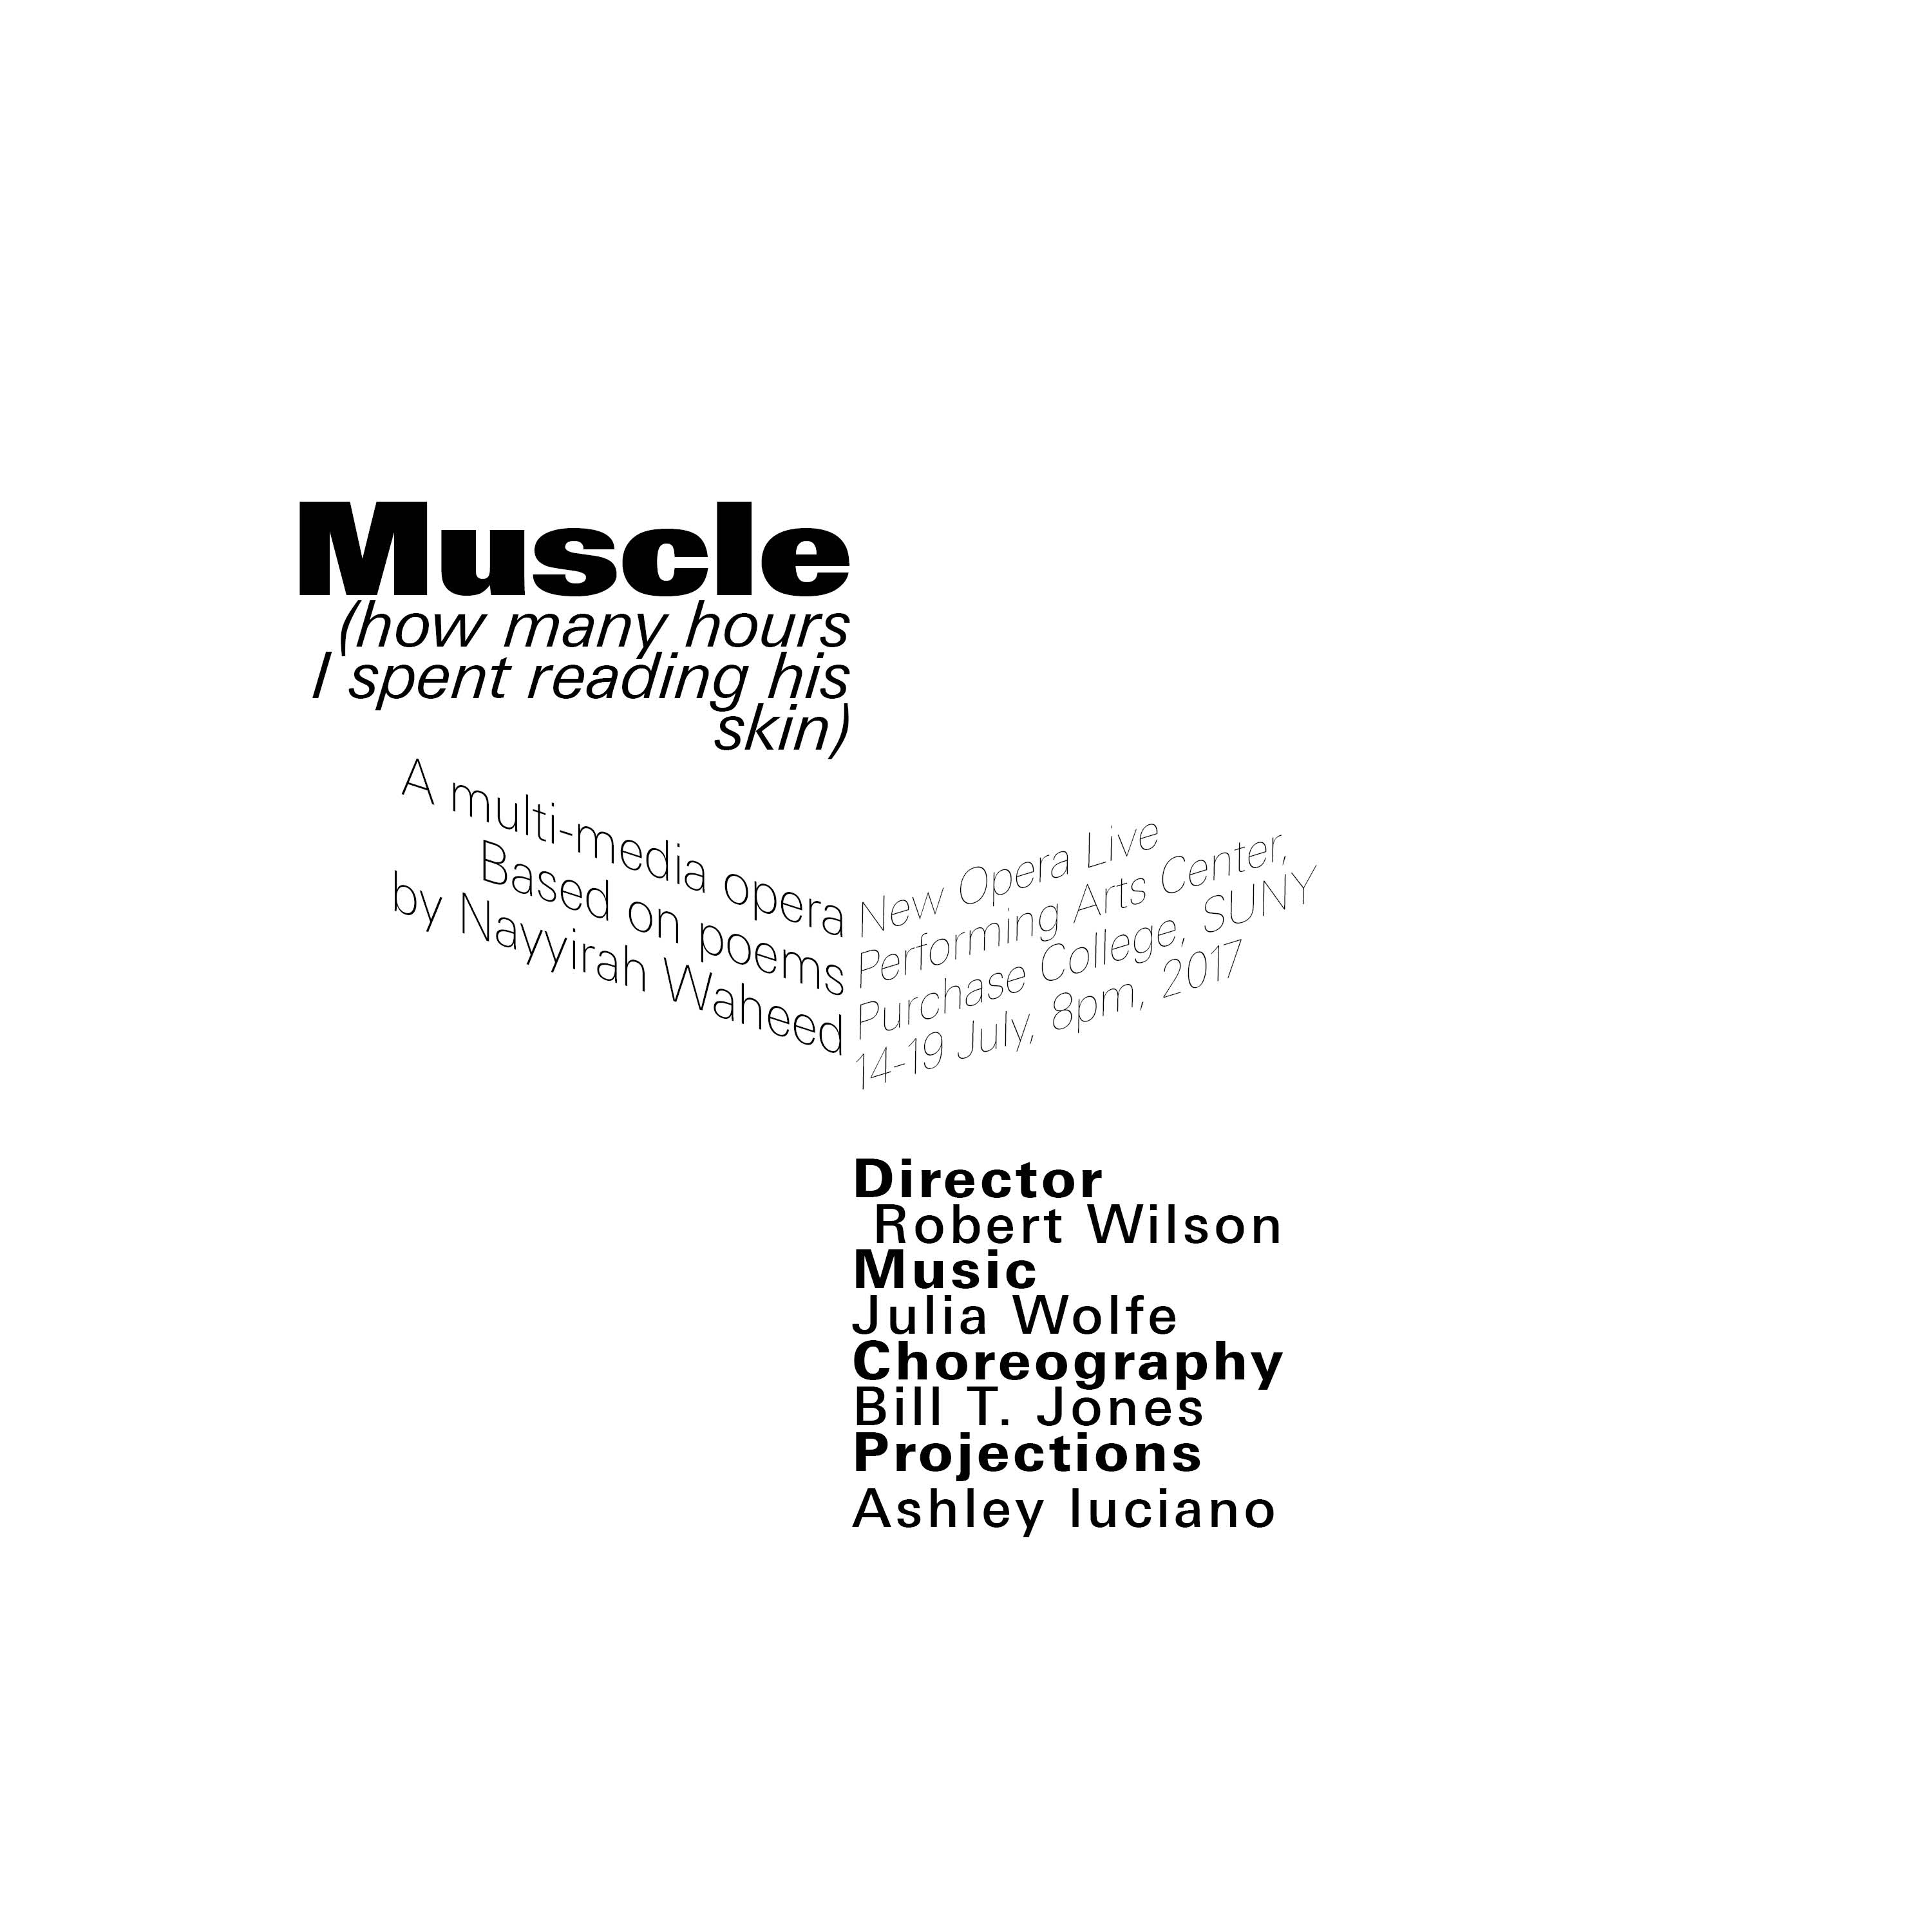 Muscle
(how many hours
I spent reading his
skin)
A multi-media opera
Based on poems
by Nayyirah Waheed
New Opera Live
Performing Arts Center,
Purchase College, SUNY
14-19 July, 8pm, 2017
Director
Robert Wilson
Music
Julia Wolfe
Choreography
Bill T. Jones
Projections
Ashley luciano